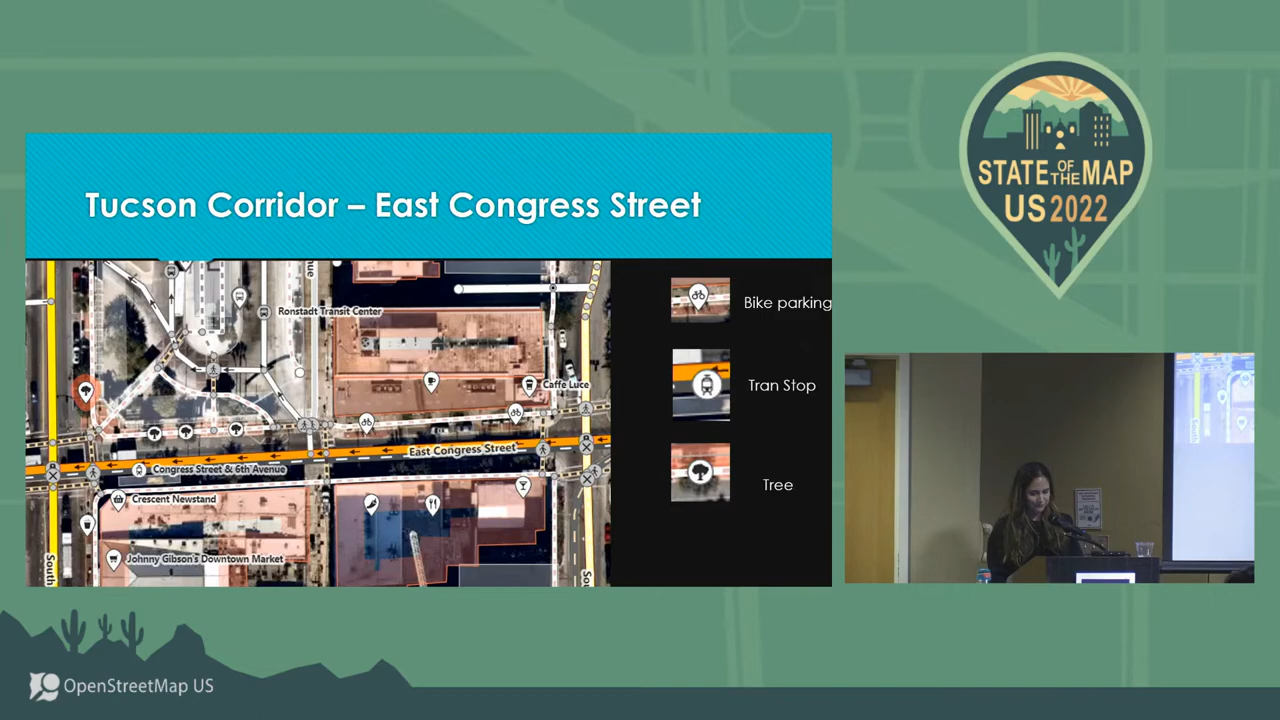 Tucson Corridor – East Congress Street
Ronstadt Transit Center
Caffe Luce
East Congress Street
Congress Street & 6th Avenue
Crescent Newstand
Johnny Gibson's Downtown Market
Bike parking
Tran Stop
Tree
STATE OF THE MAP
US 2022
OpenStreetMap US